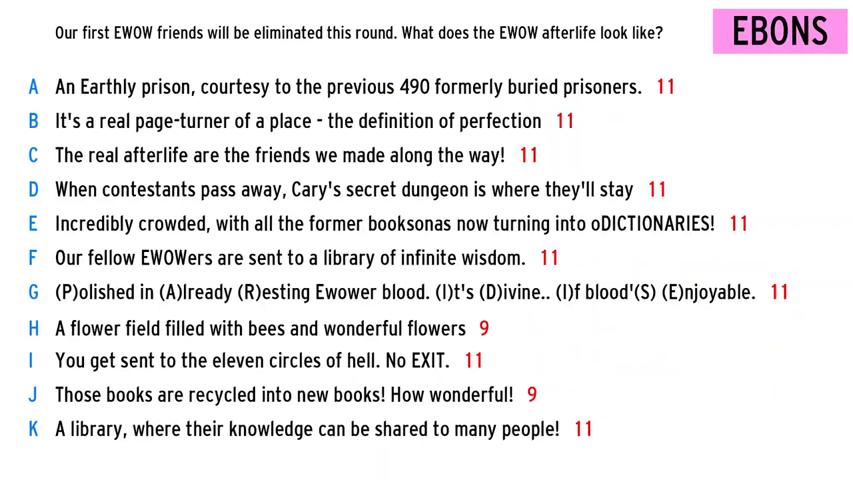 Our first EWOW friends will be eliminated this round. What does the EWOW afterlife look like?
EBONS
A An Earthly prison, courtesy to the previous 490 formerly buried prisoners. 11
B It's a real page-turner of a place - the definition of perfection 11
C The real afterlife are the friends we made along the way! 11
D When contestants pass away, Cary's secret dungeon is where they'll stay 11
E Incredibly crowded, with all the former booksonas now turning into oDICTIONARIES! 11
F Our fellow EWOWers are sent to a library of infinite wisdom. 11
G (P)olished in (A)lready (R)esting Ewower blood. (I)t's (D)ivine.. (I)f blood'(S) (E)njoyable. 11
H A flower field filled with bees and wonderful flowers 9
I You get sent to the eleven circles of hell. No EXIT. 11
J Those books are recycled into new books! How wonderful! 9
K A library, where their knowledge can be shared to many people! 11